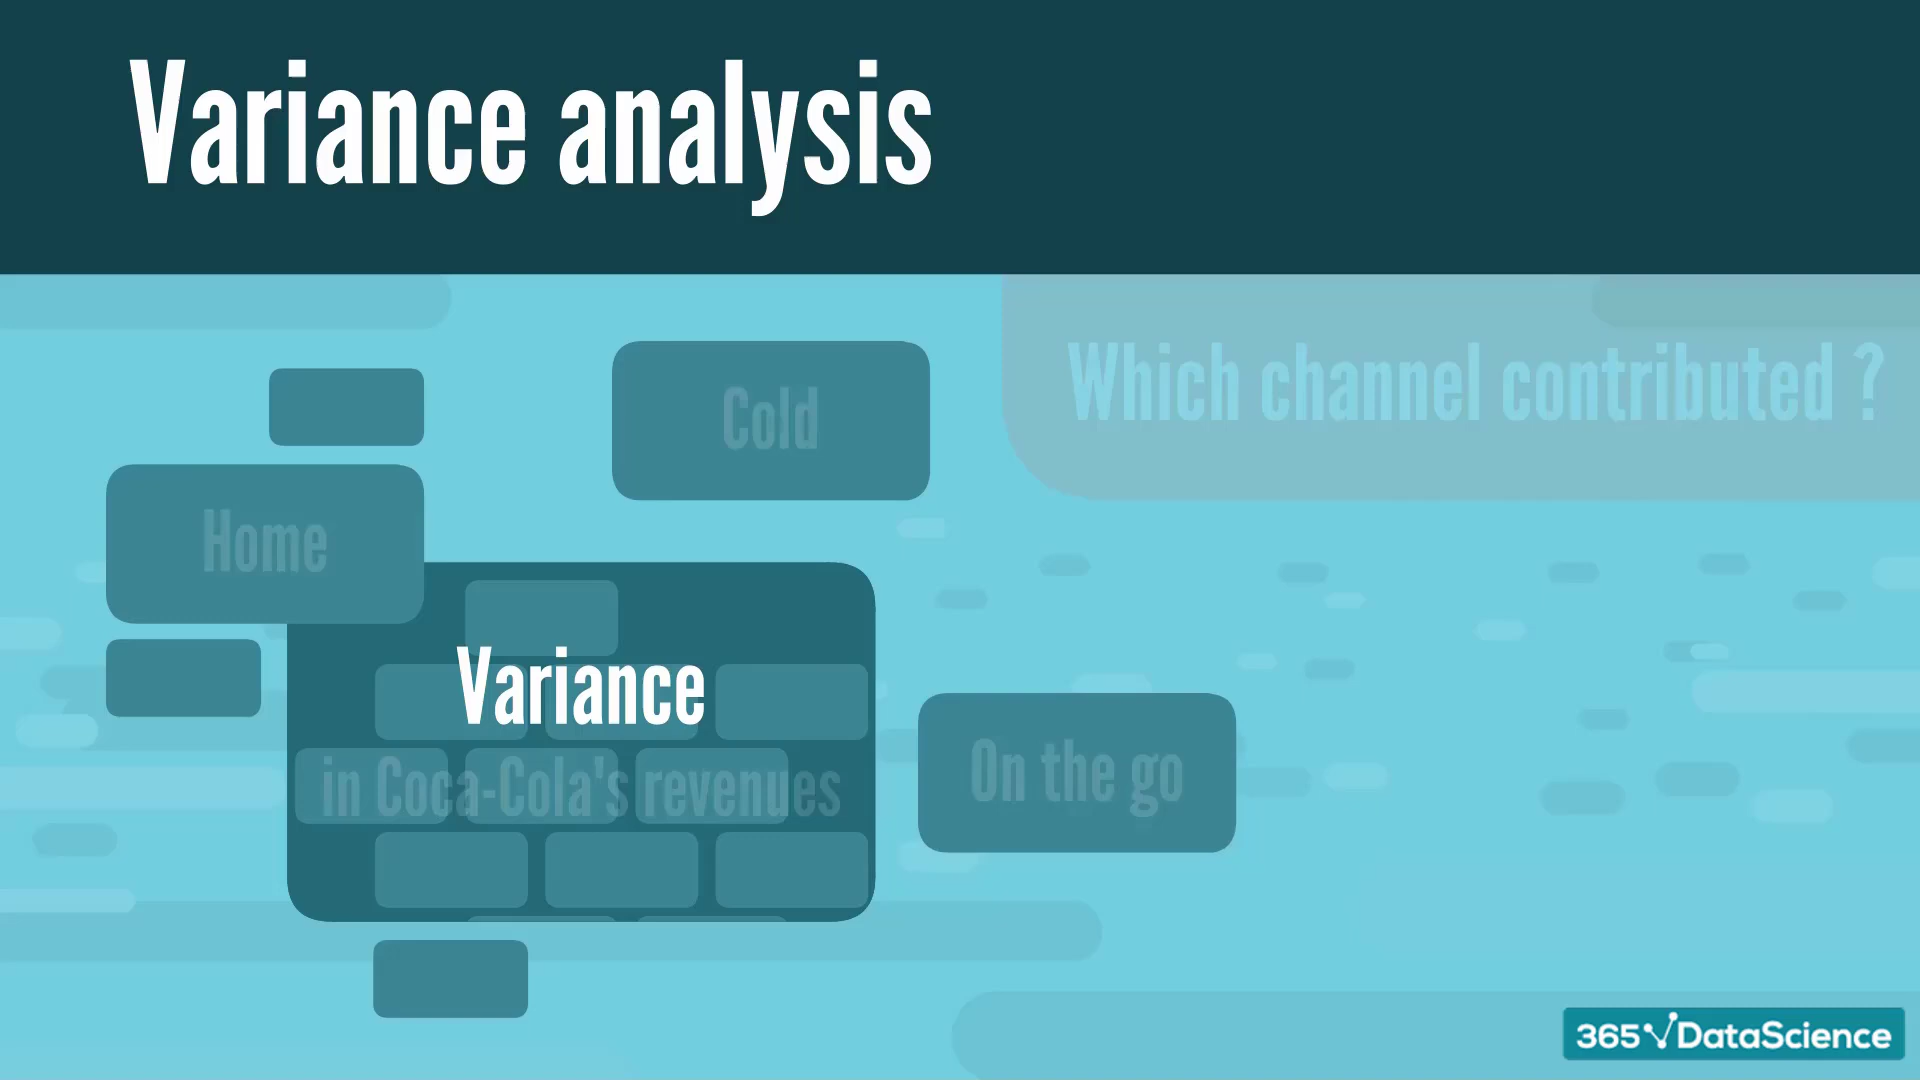 Variance analysis
Which channel contributed ?
Cold
Home
Variance
in Coca-Cola's revenues
On the go
365 DataScience